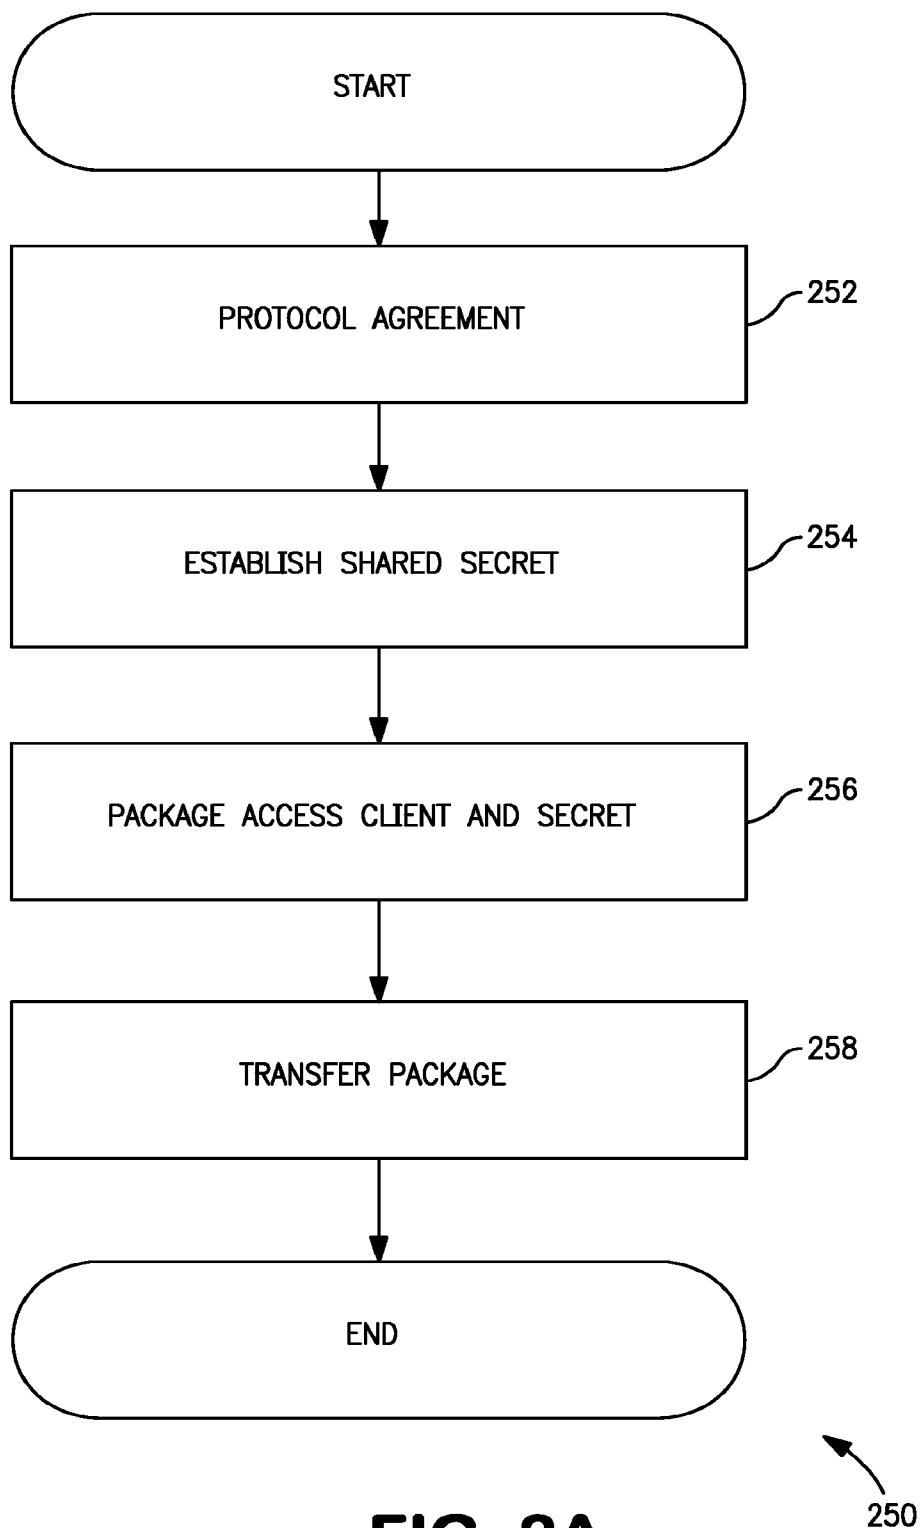 START
PROTOCOL AGREEMENT
252
ESTABLISH SHARED SECRET
254
PACKAGE ACCESS CLIENT AND SECRET
256
TRANSFER PACKAGE
258
END
250
FIG.